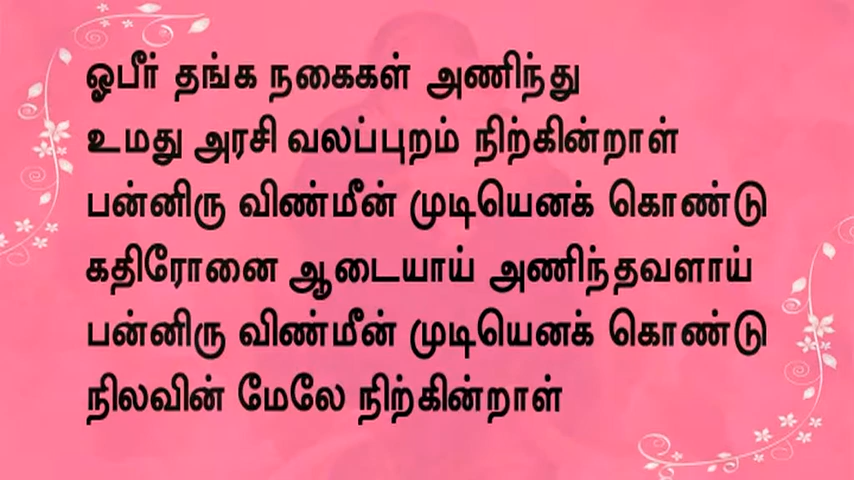 ஓபீர் தங்க நகைகள் அணிந்து
உமது அரசி வலப்புறம் நிற்கின்றாள்
பன்னிரு விண்மீன் முடியெனக் கொண்டு
கதிரோனை ஆடையாய் அணிந்தவளாய்
பன்னிரு விண்மீன் முடியெனக் கொண்டு
நிலவின் மேலே நிற்கின்றாள்